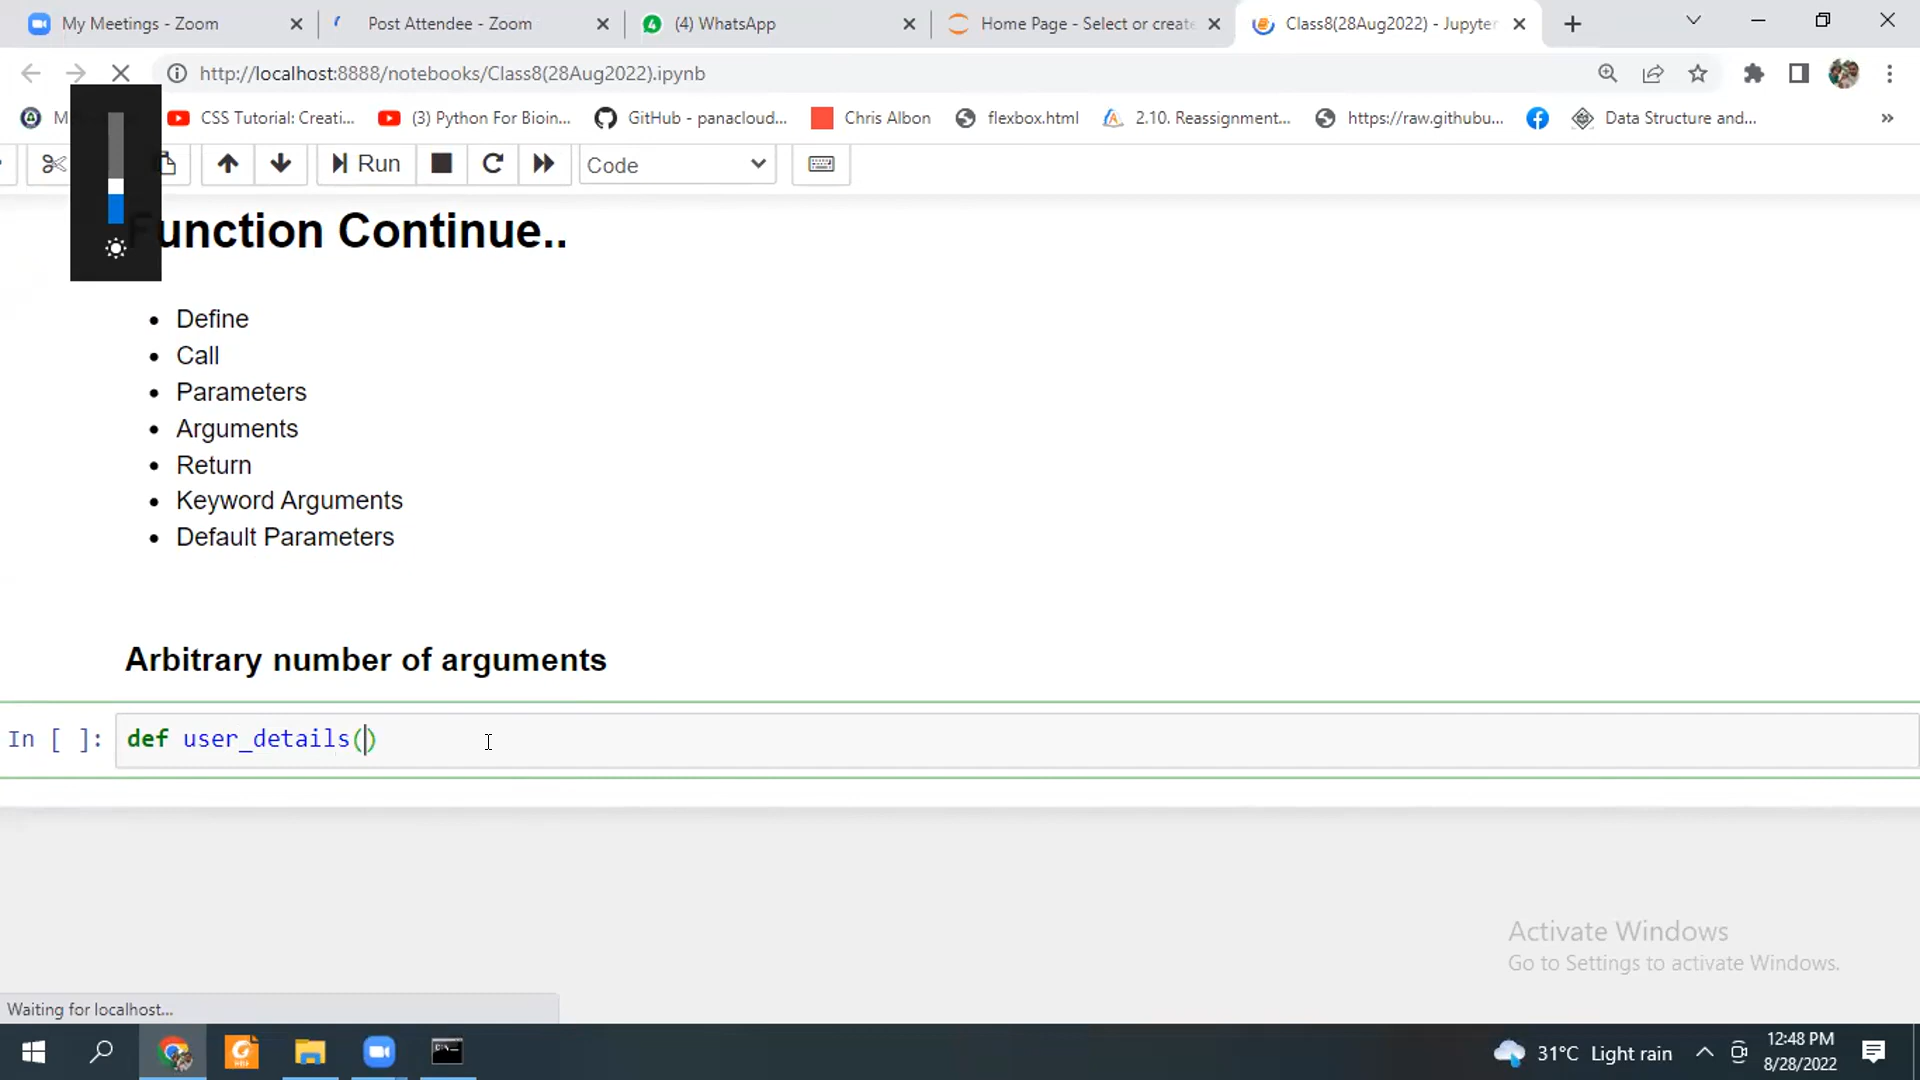 My Meetings - Zoom
Post Attendee - Zoom
4
(4) WhatsApp
Home Page - Select or create
Class8(28Aug2022) - Jupyter
http://localhost:8888/notebooks/Class8(28Aug2022).ipynb
CSS Tutorial: Creati...
(3) Python For Bioin...
GitHub - panacloud...
Chris Albon
flexbox.html
2.10. Reassignment...
https://raw.githubu...
Data Structure and...
»
Run
Code
Function Continue..
• Define
• Call
• Parameters
• Arguments
• Return
• Keyword Arguments
• Default Parameters
Arbitrary number of arguments
In [ ]: def user_details()
Activate Windows
Go to Settings to activate Windows.
Waiting for localhost...
31°C Light rain
12:48 PM
8/28/2022